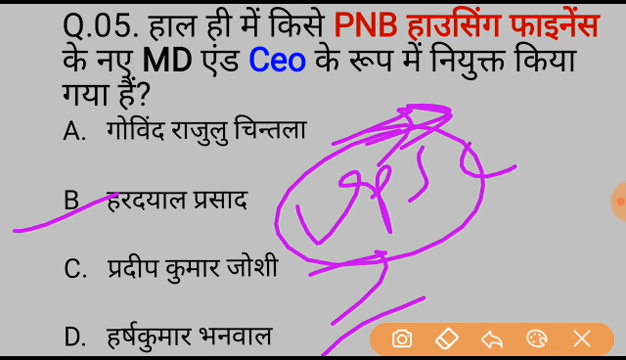 Q.05. हाल ही में किसे PNB हाउसिंग फाइनेंस
के नए MD एंड Ceo के रूप में नियुक्त किया
गया हैं?
A. गोविंद राजुलु चिन्तला
B हरदयाल प्रसाद
C. प्रदीप कुमार जोशी
D. हर्षकुमार भनवाल